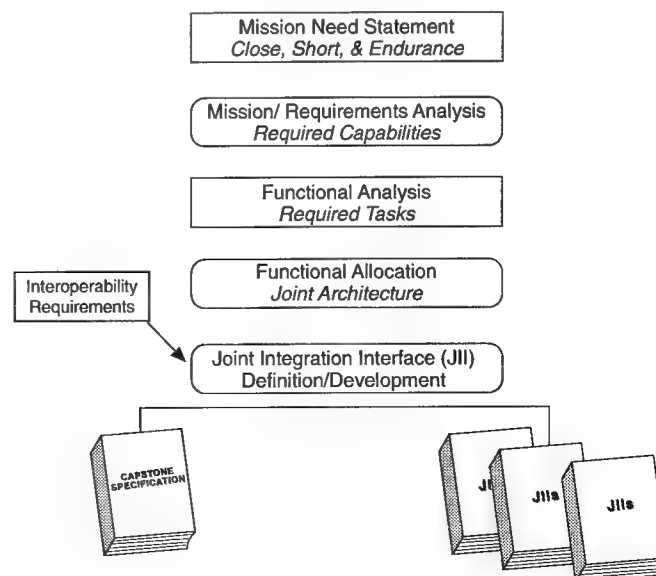 Mission Need Statement
Close, Short, & Endurance
Mission/ Requirements Analysis
Required Capabilities
Functional Analysis
Required Tasks
Functional Allocation
Joint Architecture
Interoperability
Requirements
Joint Integration Interface (JII)
Definition/Development
CAPSTONE
SPECIFICATION
JIIs
JIIs